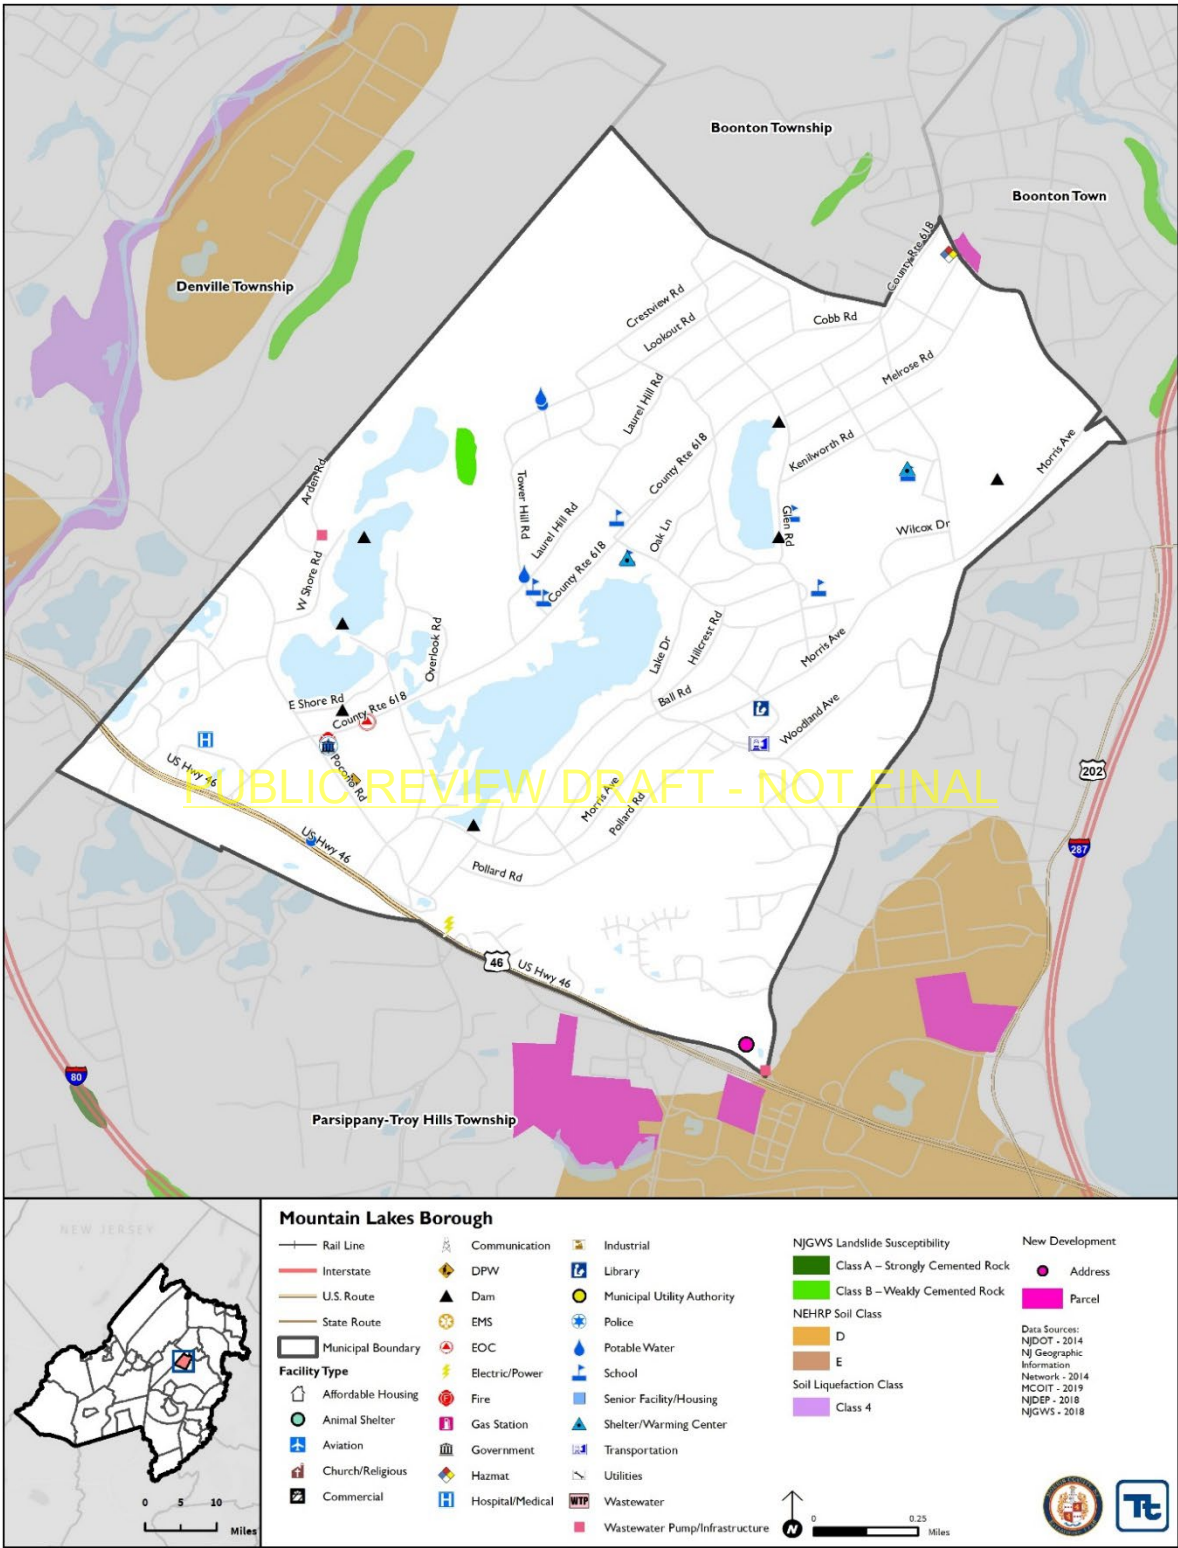 Boonton Township
Boonton Town
County Rte 618
Denville Township
Crestview Rd
Lookout Rd
Cobb Rd
Melrose Rd
Laurel Hill Rd
County Rte 618
Kenilworth Rd
Morris Ave
Arden Rd
Tower Hill Rd
Laurel Hill Rd
Oak Ln
Glen Rd
Wilcox Dr
W Shore Rd
County Rte 618
Overlook Rd
Lake Dr
Hillcrest Rd
Morris Ave
E Shore Rd
County Rte 618
Ball Rd
Woodland Ave
US Hwy 46
Pocono Rd
PUBLIC REVIEW DRAFT - NOT FINAL
Morris Ave
Pollard Rd
202
US Hwy 46
287
Pollard Rd
46
US Hwy 46
80
Parsippany-Troy Hills Township
NEW JERSEY
0 5 10
Miles
Mountain Lakes Borough
Rail Line
Interstate
U.S. Route
State Route
Municipal Boundary
Facility Type
Affordable Housing
Animal Shelter
Aviation
Church/Religious
Commercial
Communication
DPW
Dam
EMS
EOC
Electric/Power
Fire
Gas Station
Government
Hazmat
H Hospital/Medical
Industrial
Library
Municipal Utility Authority
Police
Potable Water
School
Senior Facility/Housing
Shelter/Warming Center
Transportation
Utilities
WTP Wastewater
Wastewater Pump/Infrastructure
NJGWS Landslide Susceptibility
Class A – Strongly Cemented Rock
Class B – Weakly Cemented Rock
NEHRP Soil Class
D
E
Soil Liquefaction Class
Class 4
New Development
Address
Parcel
Data Sources:
NJDOT - 2014
NJ Geographic
Information
Network - 2014
MCOIT - 2019
NJDEP - 2018
NJGWS - 2018
N
0 0.25
Miles
Tt